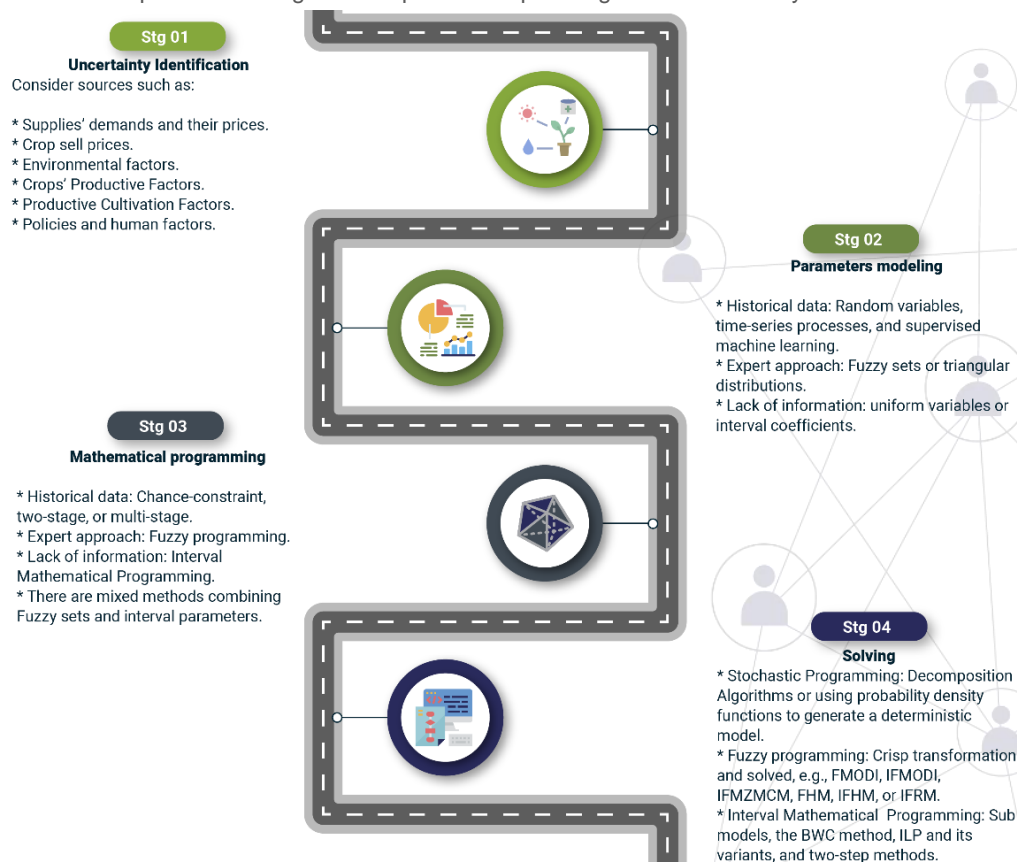 Stg 01
Uncertainty Identification
Consider sources such as:
* Supplies' demands and their prices.
* Crop sell prices.
* Environmental factors.
* Crops' Productive Factors.
* Productive Cultivation Factors.
* Policies and human factors.
Stg 02
Parameters modeling
* Historical data: Random variables,
time-series processes, and supervised
machine learning.
* Expert approach: Fuzzy sets or triangular
distributions.
* Lack of information: uniform variables or
interval coefficients.
Stg 03
Mathematical programming
* Historical data: Chance-constraint,
two-stage, or multi-stage.
* Expert approach: Fuzzy programming.
* Lack of information: Interval
Mathematical Programming.
* There are mixed methods combining
Fuzzy sets and interval parameters.
Stg 04
Solving
* Stochastic Programming: Decomposition
Algorithms or using probability density
functions to generate a deterministic
model.
* Fuzzy programming: Crisp transformation
and solved, e.g., FMODI, IFMODI,
IFMZMCM, FHM, IFHM, or IFRM.
* Interval Mathematical Programming: Sub
models, the BWC method, ILP and its
variants, and two-step methods.